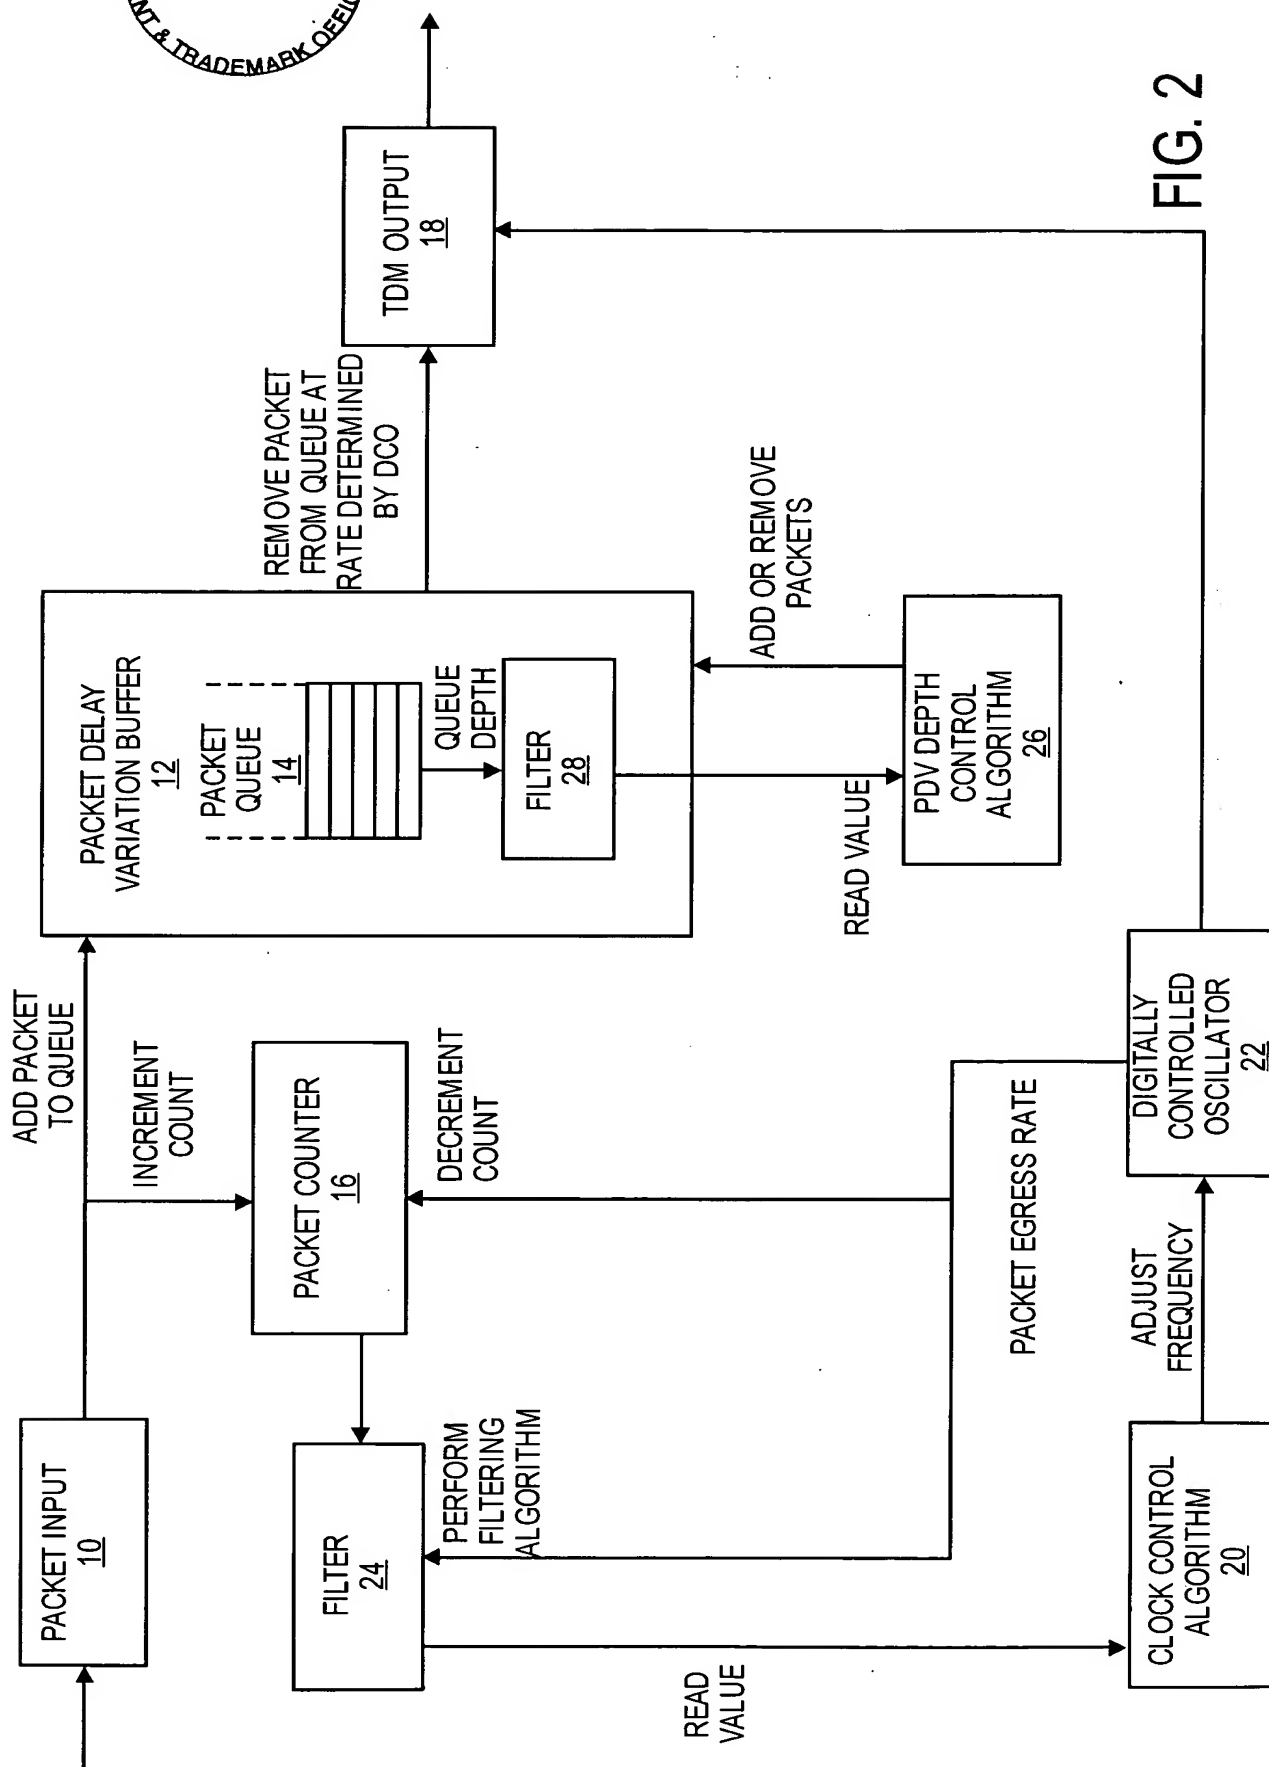 NT & TRADEMARK OFFIC
PACKET INPUT
10
ADD PACKET
TO QUEUE
INCREMENT
COUNT
PACKET DELAY
VARIATION BUFFER
12
PACKET
QUEUE
14
QUEUE
DEPTH
FILTER
28
REMOVE PACKET
FROM QUEUE AT
RATE DETERMINED
BY DCO
TDM OUTPUT
18
PACKET COUNTER
16
DECREMENT
COUNT
FILTER
24
PERFORM
FILTERING
ALGORITHM
READ VALUE
ADD OR REMOVE
PACKETS
PDV DEPTH
CONTROL
ALGORITHM
26
READ
VALUE
PACKET EGRESS RATE
CLOCK CONTROL
ALGORITHM
20
ADJUST
FREQUENCY
DIGITALLY
CONTROLLED
OSCILLATOR
22
FIG. 2